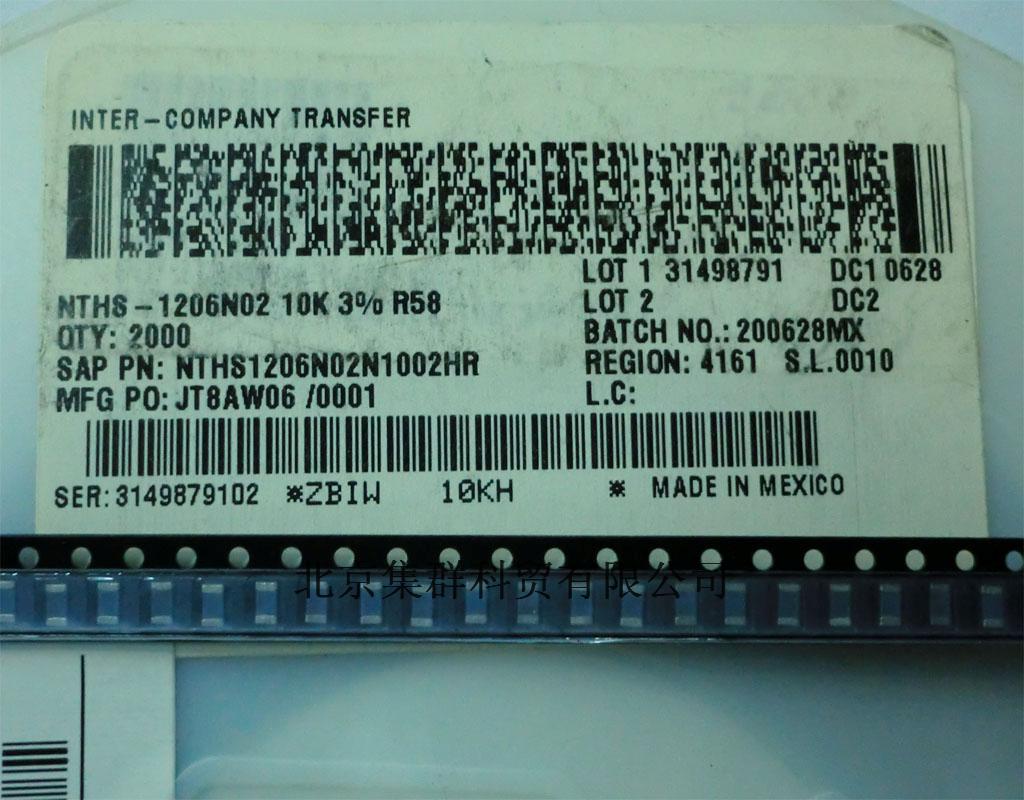 INTER-COMPANY TRANSFER
LOT 1 31498791 DC1 0628
NTHS-1206N02 10K 3% R58 LOT 2 DC2
QTY: 2000 BATCH NO.: 200628MX
SAP PN: NTHS1206N02N1002HR REGION: 4161 S.L.0010
MFG PO: JT8AW06 /0001 L.C:
SER: 3149879102 *ZBIW 10KH * MADE IN MEXICO
北京集群科贸有限公司